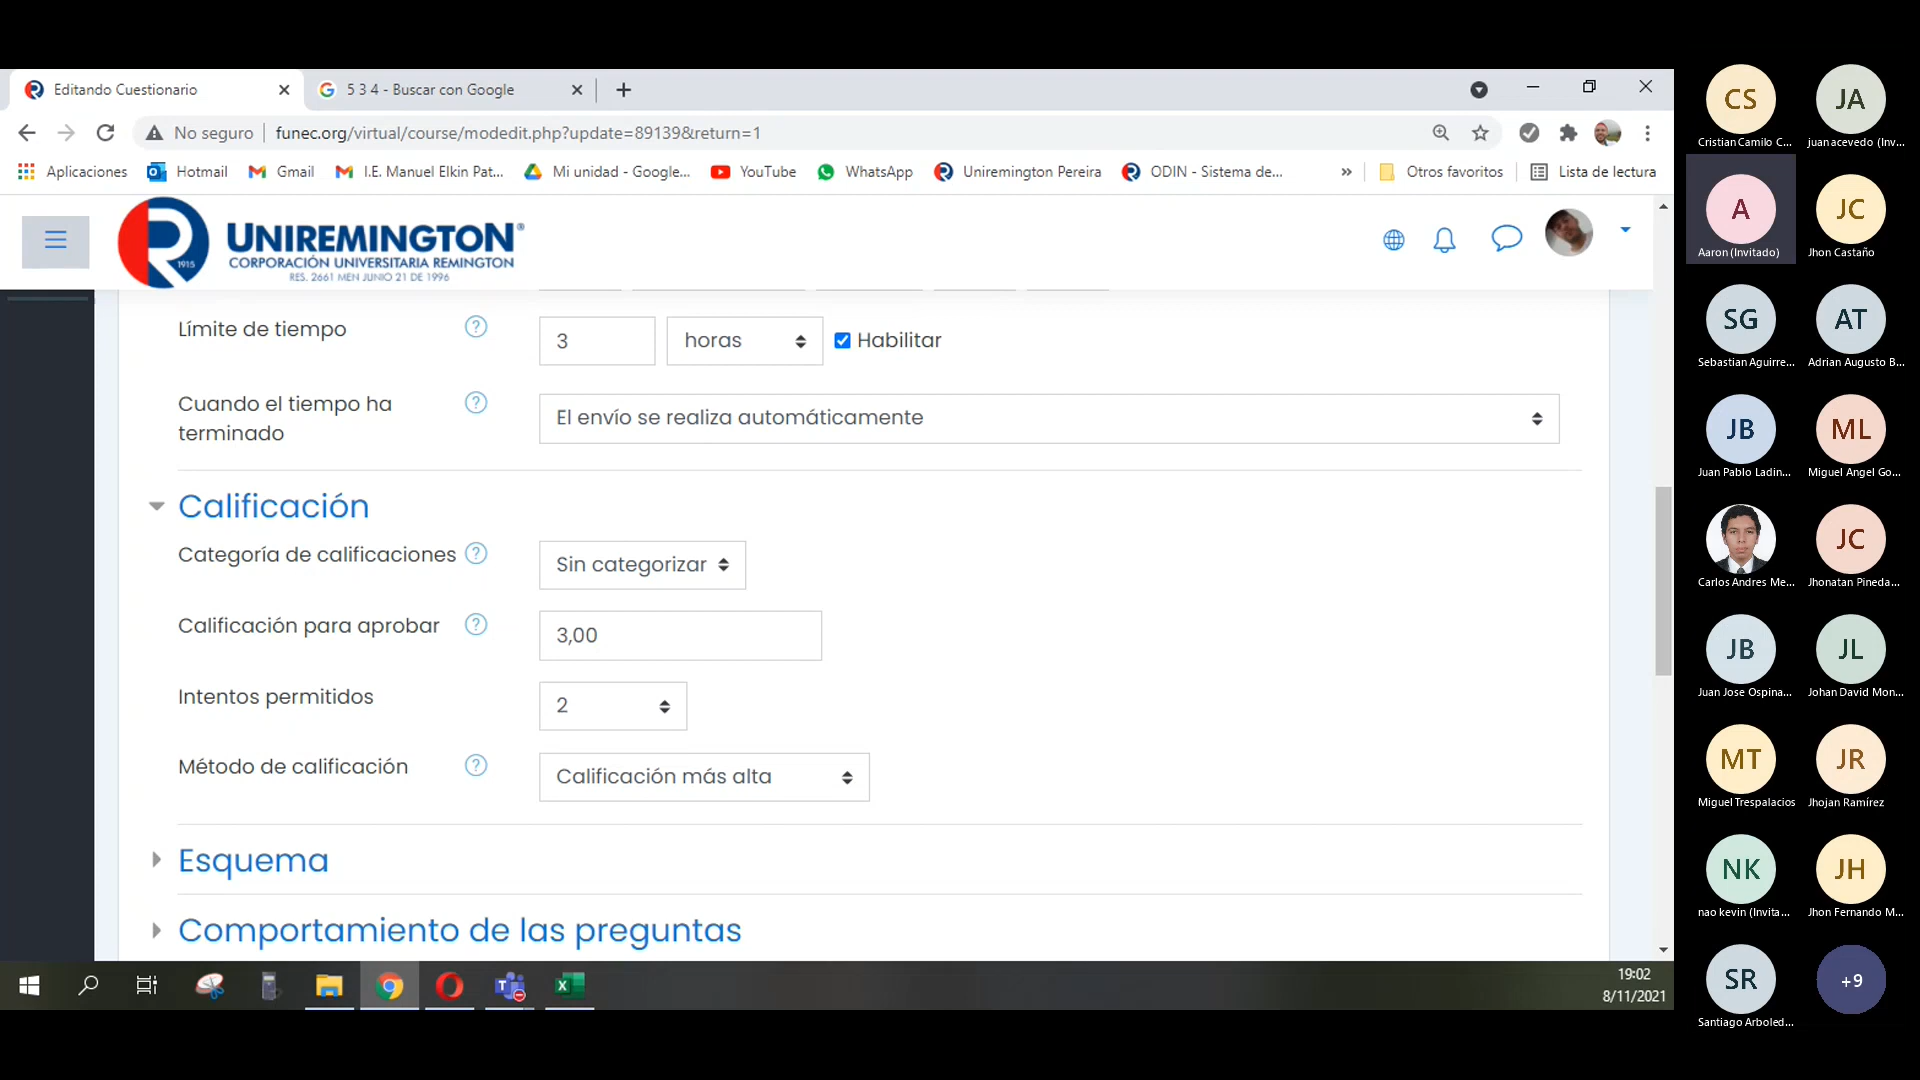 Editando Cuestionario
5 3 4 - Buscar con Google
No seguro
funec.org/virtual/course/modedit.php?update=89139&return=1
Aplicaciones
Hotmail
Gmail
I.E. Manuel Elkin Pat...
Mi unidad - Google...
YouTube
WhatsApp
Uniremington Pereira
ODIN - Sistema de...
»
Otros favoritos
Lista de lectura
1915
UNIREMINGTON®
CORPORACIÓN UNIVERSITARIA REMINGTON
RES. 2661 MEN JUNIO 21 DE 1996
Límite de tiempo
3
horas
Habilitar
Cuando el tiempo ha
terminado
El envío se realiza automáticamente
Calificación
Categoría de calificaciones
Sin categorizar
Calificación para aprobar
3,00
Intentos permitidos
2
Método de calificación
Calificación más alta
Esquema
Comportamiento de las preguntas
19:02
8/11/2021
CS
Cristian Camilo C...
JA
juan acevedo (Inv...
A
Aaron (Invitado)
JC
Jhon Castaño
SG
Sebastian Aguirre...
AT
Adrian Augusto B...
JB
Juan Pablo Ladin...
ML
Miguel Angel Go...
Carlos Andres Me...
JC
Jhonatan Pineda...
JB
Juan Jose Ospina...
JL
Johan David Mon...
MT
Miguel Trespalacios
JR
Jhojan Ramírez
NK
nao kevin (Invita...
JH
Jhon Fernando M...
SR
Santiago Arboled...
+9